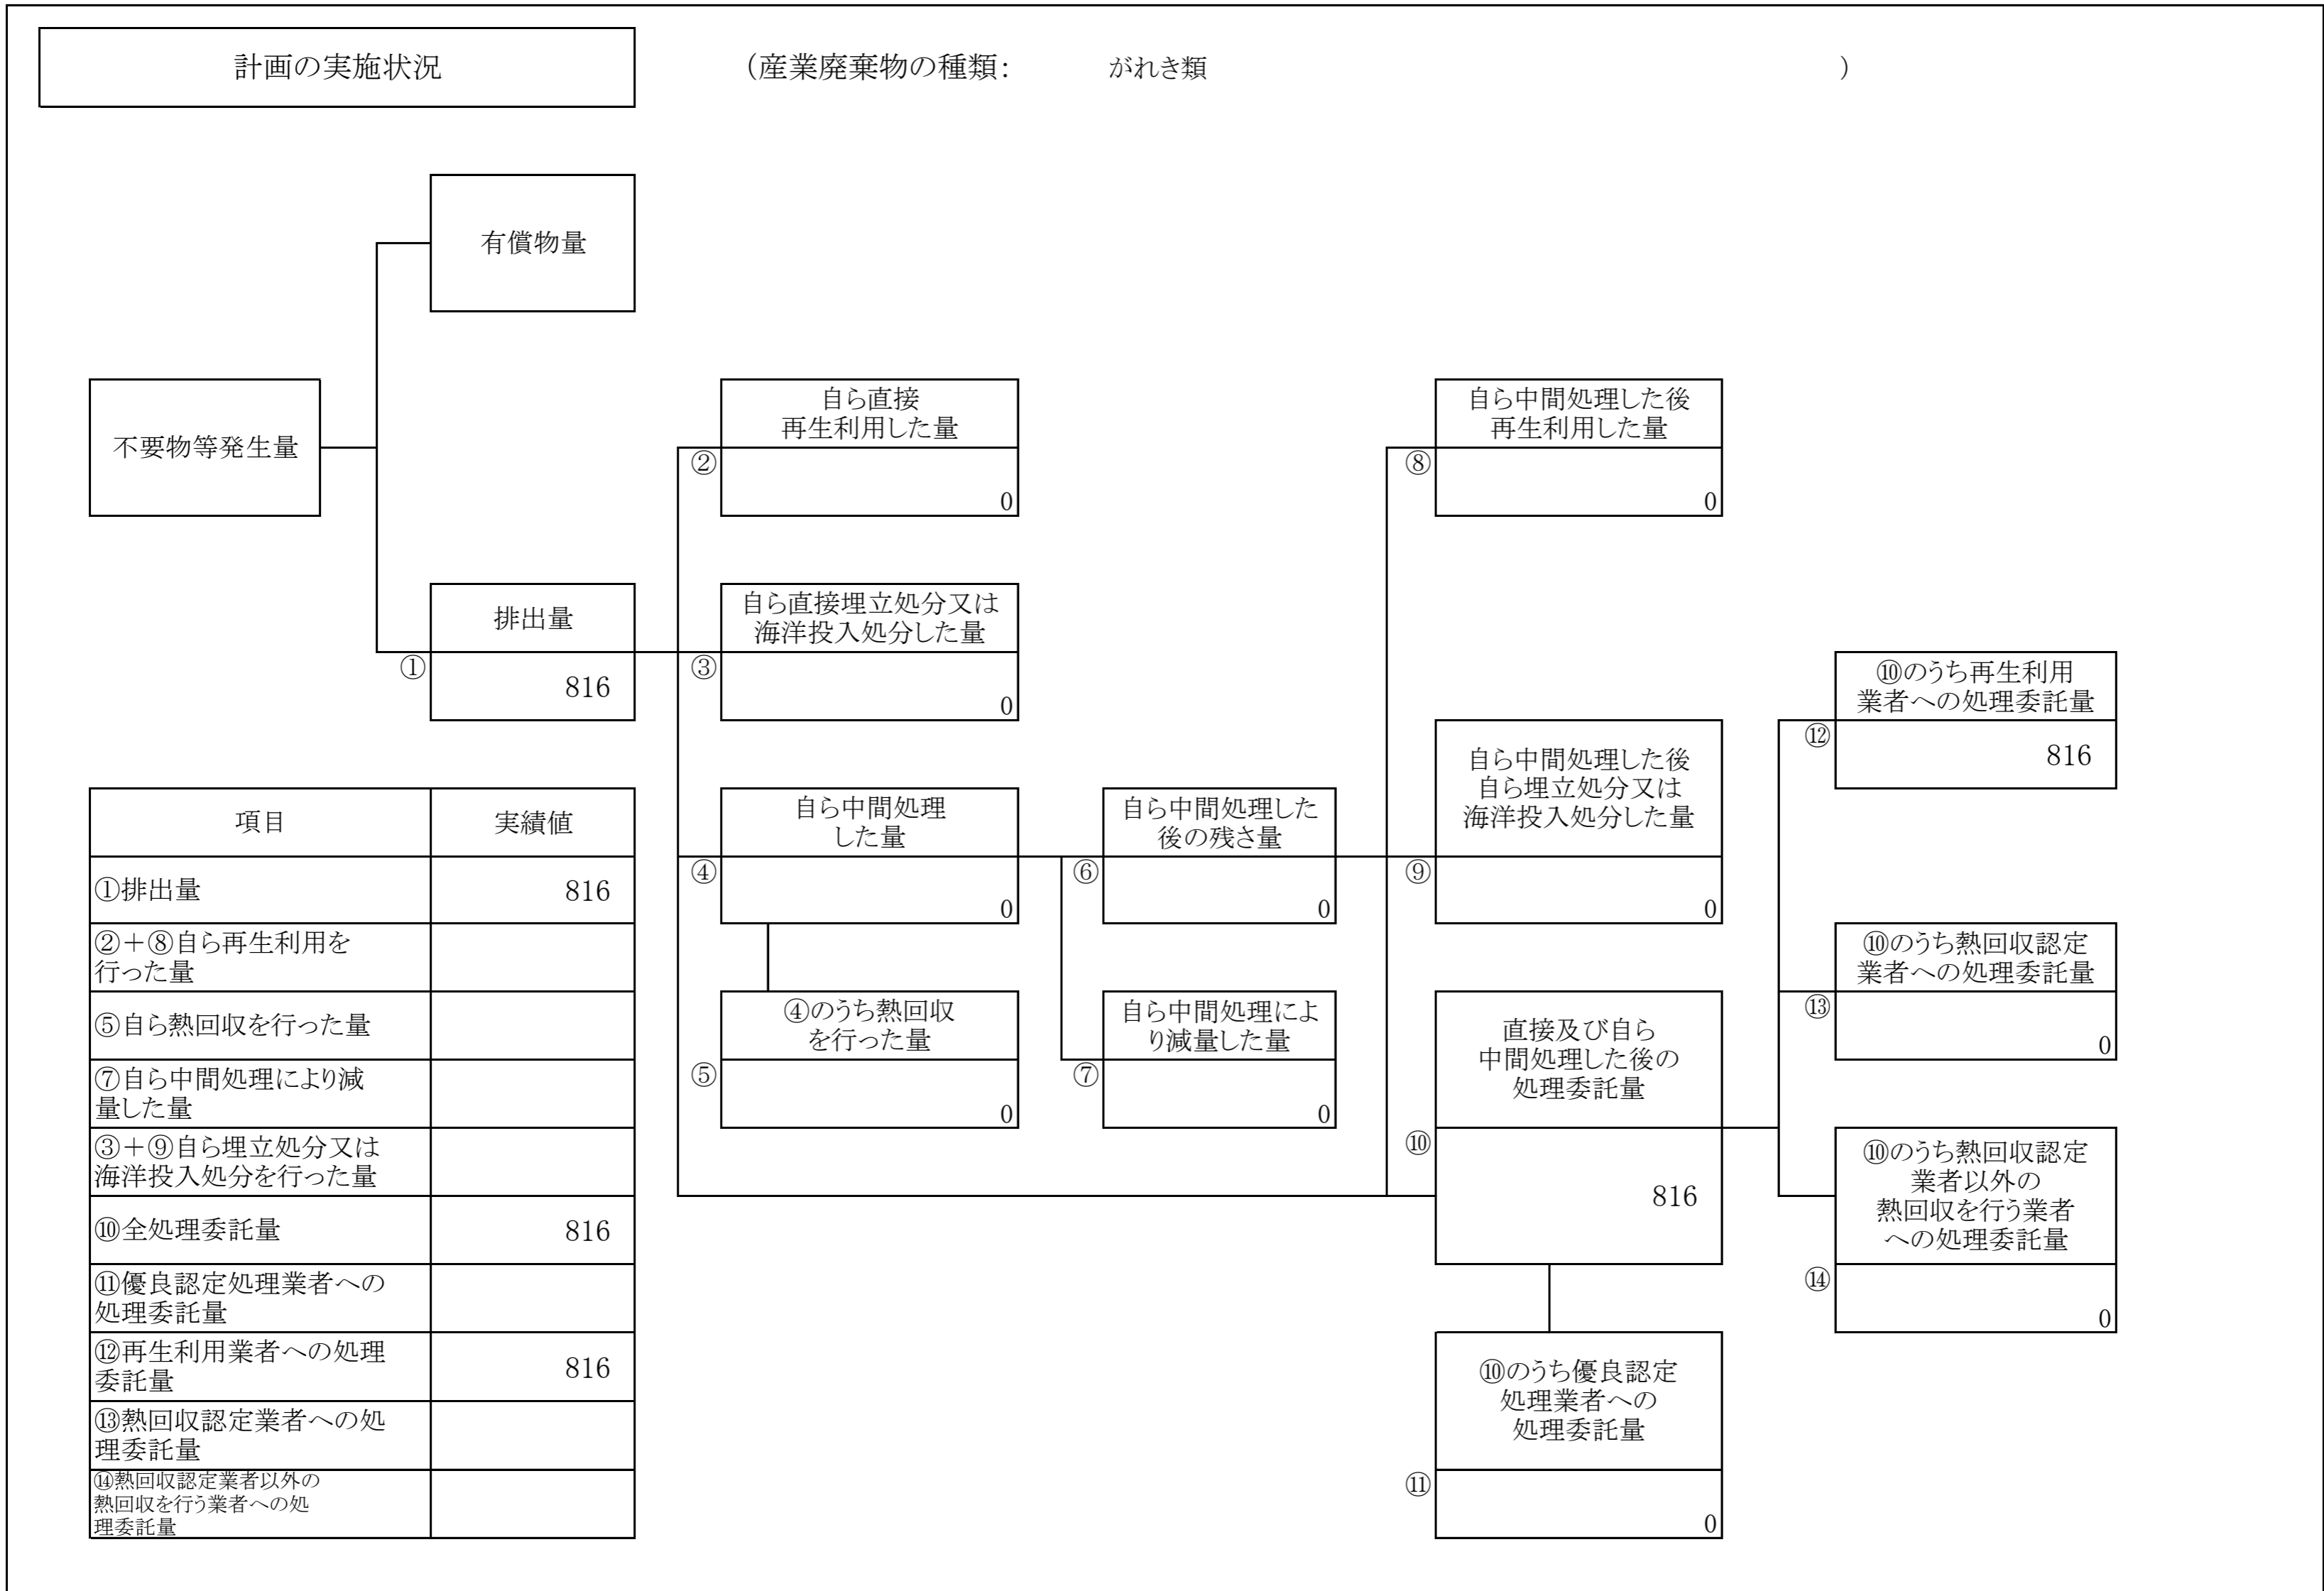 計画の実施状況
（産業廃棄物の種類： がれき類 ）
有償物量
不要物等発生量
排出量
①
816
自ら直接
再生利用した量
②
0
自ら直接埋立処分又は
海洋投入処分した量
③
0
自ら中間処理
した量
④
0
④のうち熱回収
を行った量
⑤
0
自ら中間処理した
後の残さ量
⑥
0
自ら中間処理によ
り減量した量
⑦
0
自ら中間処理した後
再生利用した量
⑧
0
自ら中間処理した後
自ら埋立処分又は
海洋投入処分した量
⑨
0
直接及び自ら
中間処理した後の
処理委託量
⑩
816
⑩のうち優良認定
処理業者への
処理委託量
⑪
0
⑩のうち再生利用
業者への処理委託量
⑫
816
⑩のうち熱回収認定
業者への処理委託量
⑬
0
⑩のうち熱回収認定
業者以外の
熱回収を行う業者
への処理委託量
⑭
0
項目 実績値
①排出量 816
②＋⑧自ら再生利用を
行った量
⑤自ら熱回収を行った量
⑦自ら中間処理により減
量した量
③＋⑨自ら埋立処分又は
海洋投入処分を行った量
⑩全処理委託量 816
⑪優良認定処理業者への
処理委託量
⑫再生利用業者への処理
委託量 816
⑬熱回収認定業者への処
理委託量
⑭熱回収認定業者以外の
熱回収を行う業者への処
理委託量